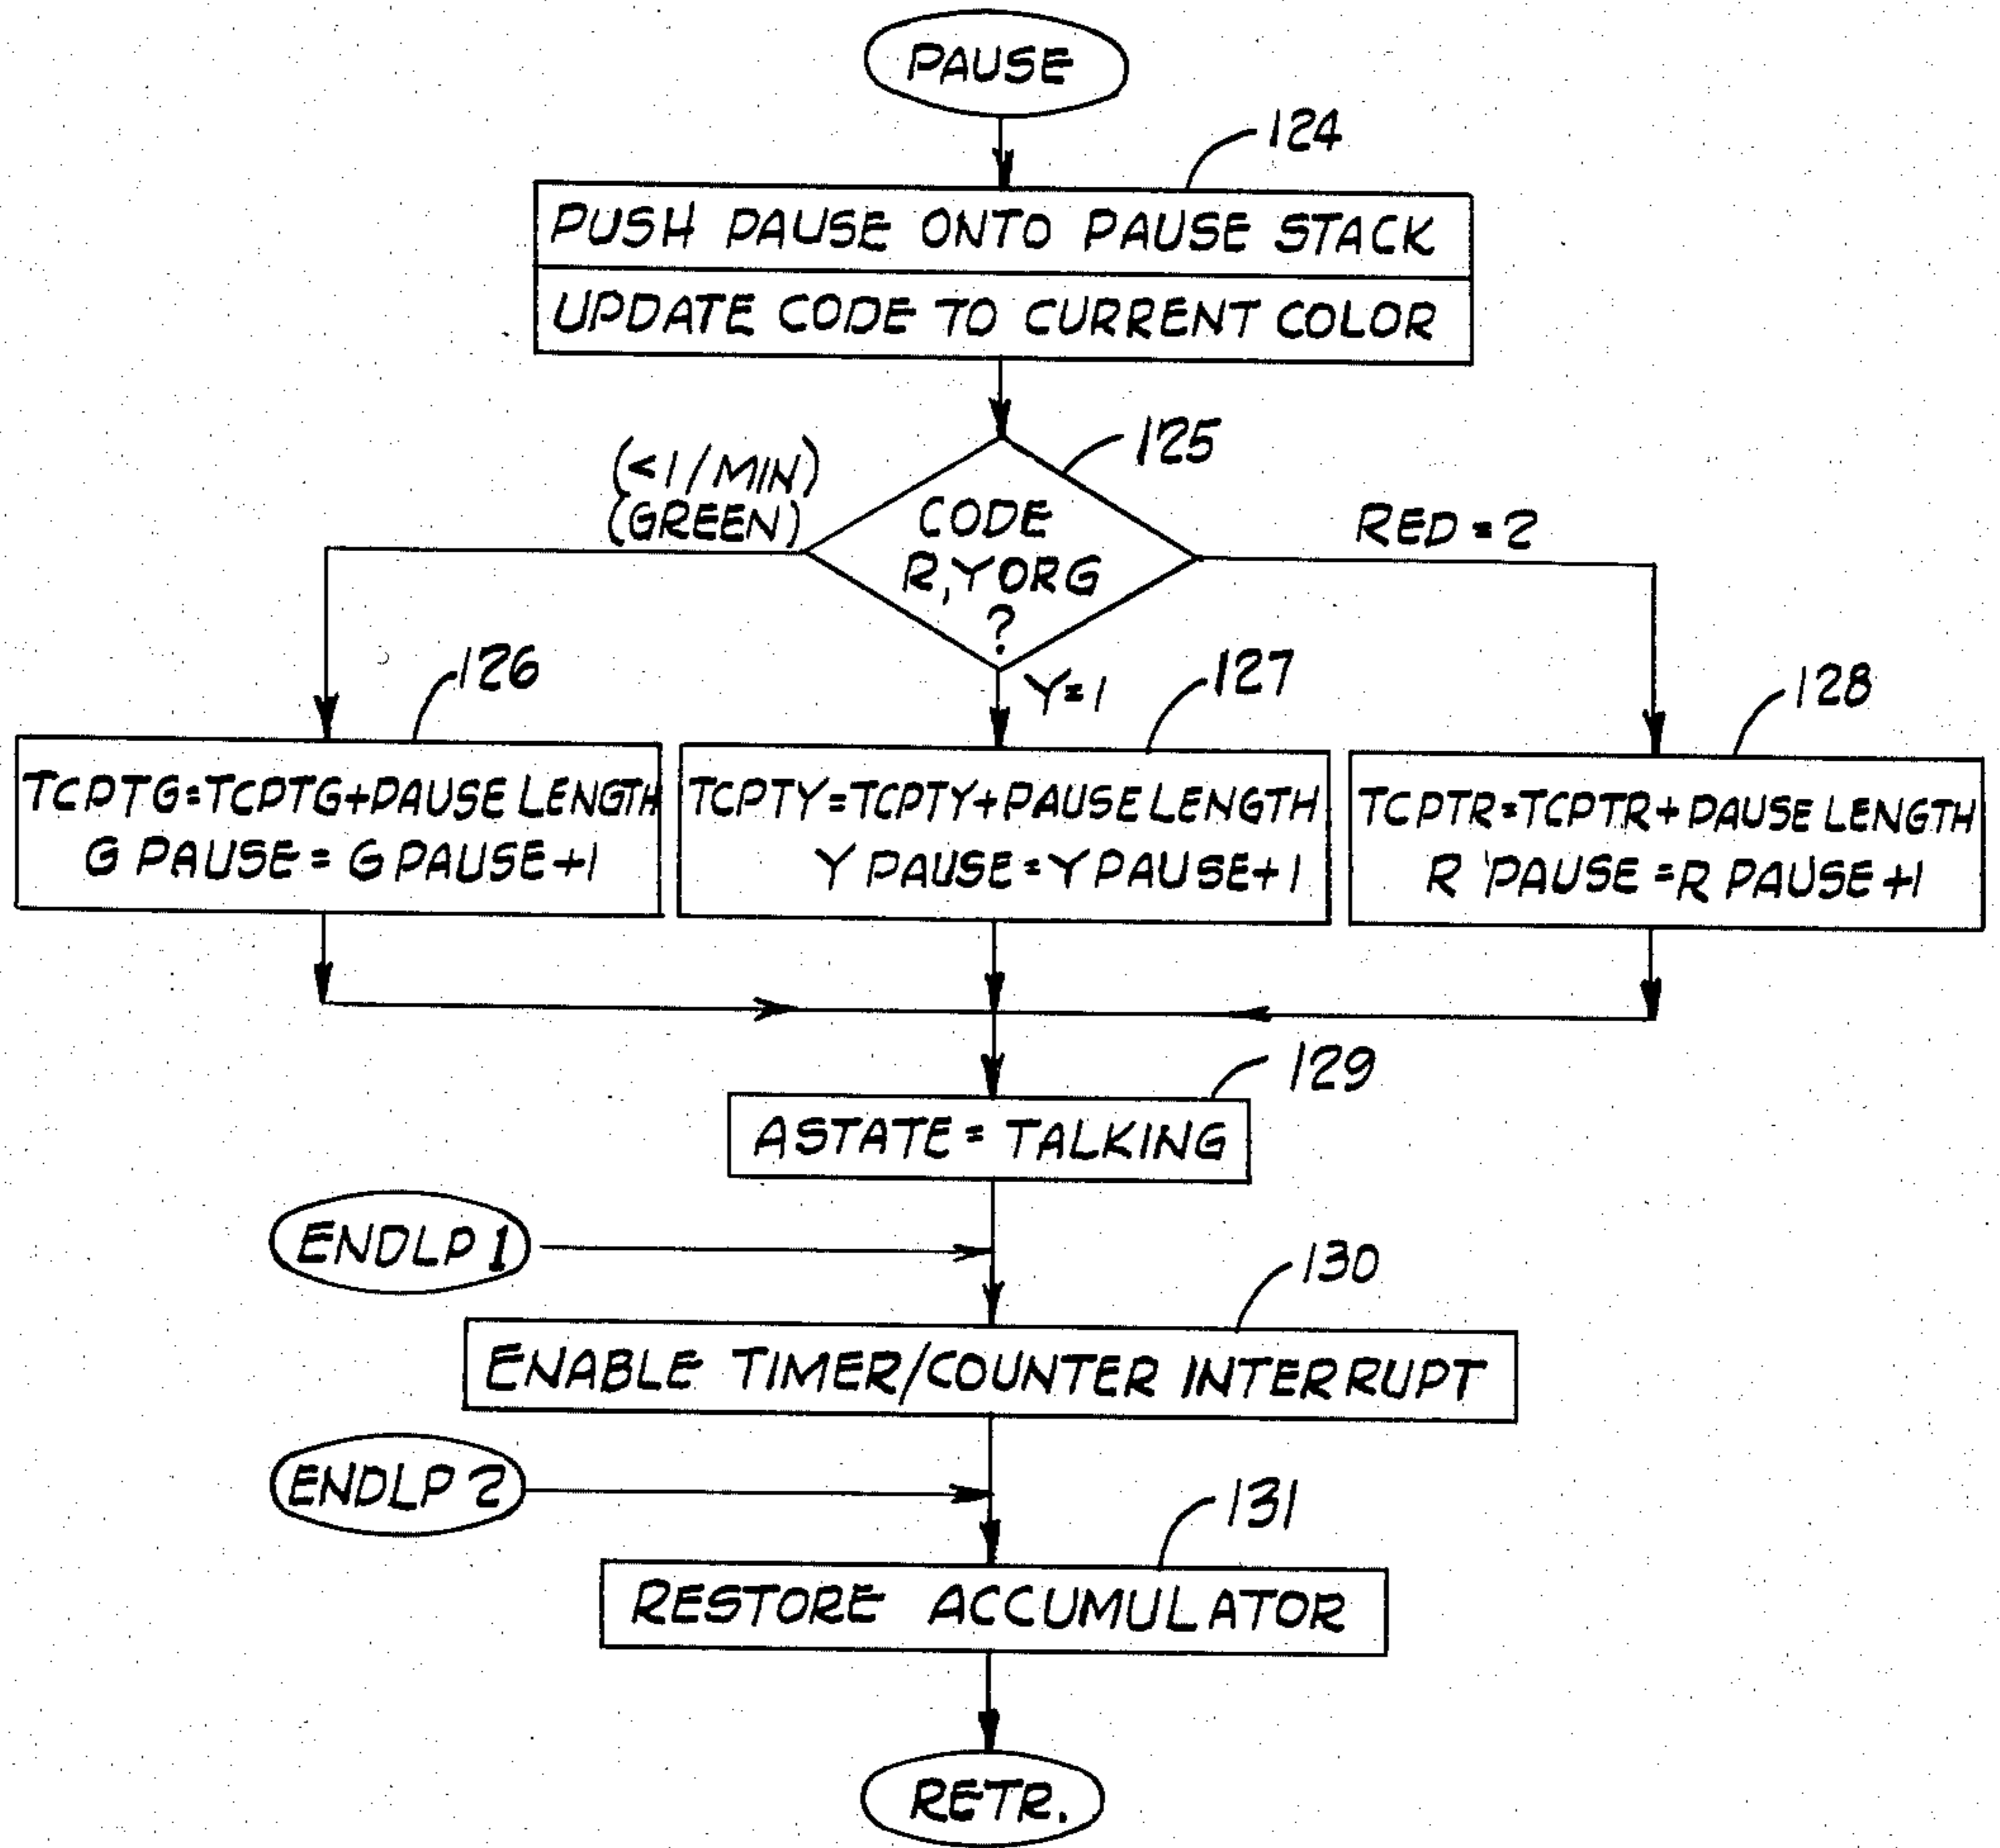 PAUSE
124
PUSH PAUSE ONTO PAUSE STACK
UPDATE CODE TO CURRENT COLOR
125
(<1/MIN)
(GREEN)
CODE
R,YORG
?
RED=2
126
Y=1
127
128
TCPTG=TCPTG+PAUSE LENGTH
G PAUSE=G PAUSE+1
TCPTY=TCPTY+PAUSE LENGTH
Y PAUSE=Y PAUSE+1
TCPTR=TCPTR+PAUSE LENGTH
R PAUSE=R PAUSE+1
129
ASTATE=TALKING
ENDLP 1
130
ENABLE TIMER/COUNTER INTERRUPT
ENDLP 2
131
RESTORE ACCUMULATOR
RETR.